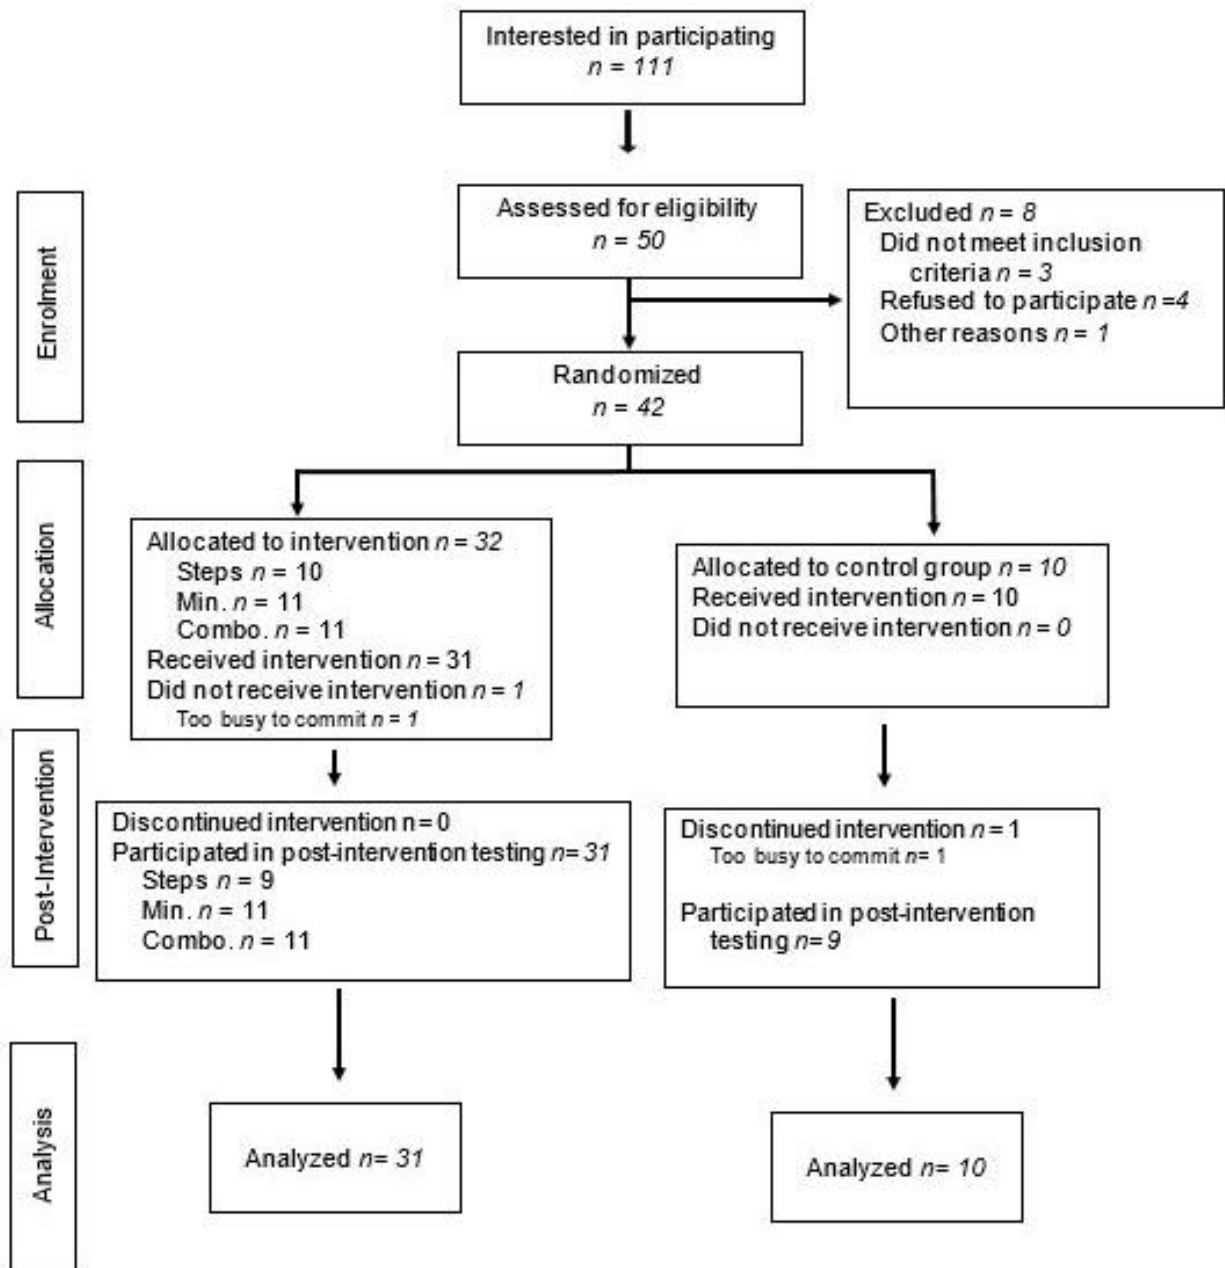 Interested in participating
n = 111
Enrolment
Assessed for eligibility
n = 50
Excluded n = 8
Did not meet inclusion
criteria n = 3
Refused to participate n =4
Other reasons n = 1
Randomized
n = 42
Allocation
Allocated to intervention n = 32
Steps n = 10
Min. n = 11
Combo. n = 11
Received intervention n = 31
Did not receive intervention n = 1
Too busy to commit n = 1
Allocated to control group n = 10
Received intervention n = 10
Did not receive intervention n = 0
Post-Intervention
Discontinued intervention n = 0
Participated in post-intervention testing n= 31
Steps n = 9
Min. n = 11
Combo. n = 11
Discontinued intervention n = 1
Too busy to commit n= 1
Participated in post-intervention
testing n= 9
Analysis
Analyzed n= 31
Analyzed n= 10